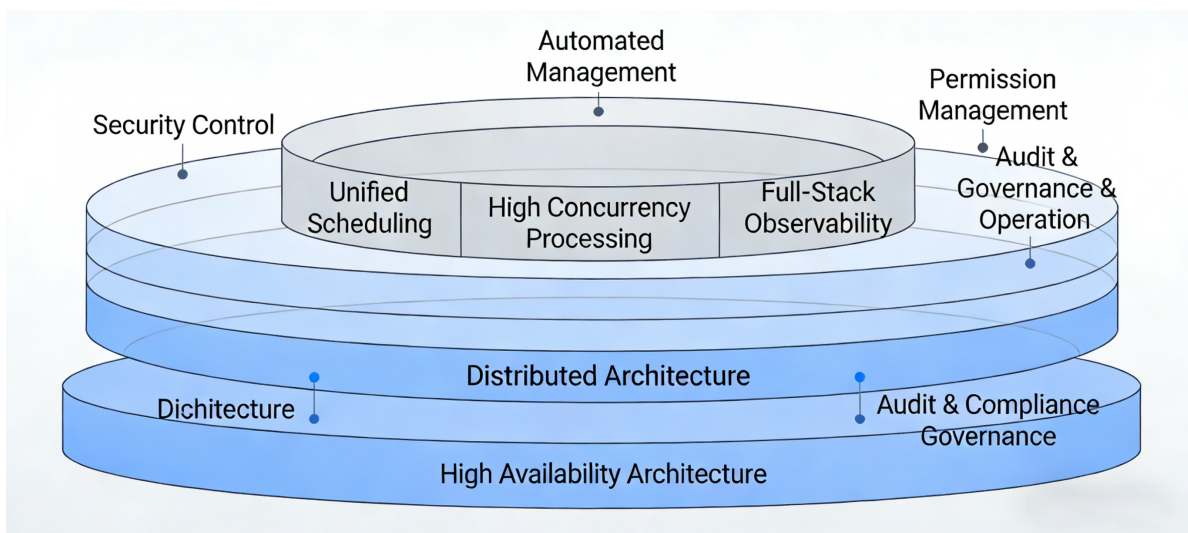 Automated
Management
Permission
Management
Security Control
Audit &
Governance &
Operation
Unified
Scheduling
High Concurrency
Processing
Full-Stack
Observability
Distributed Architecture
Dichitecture
Audit & Compliance
Governance
High Availability Architecture